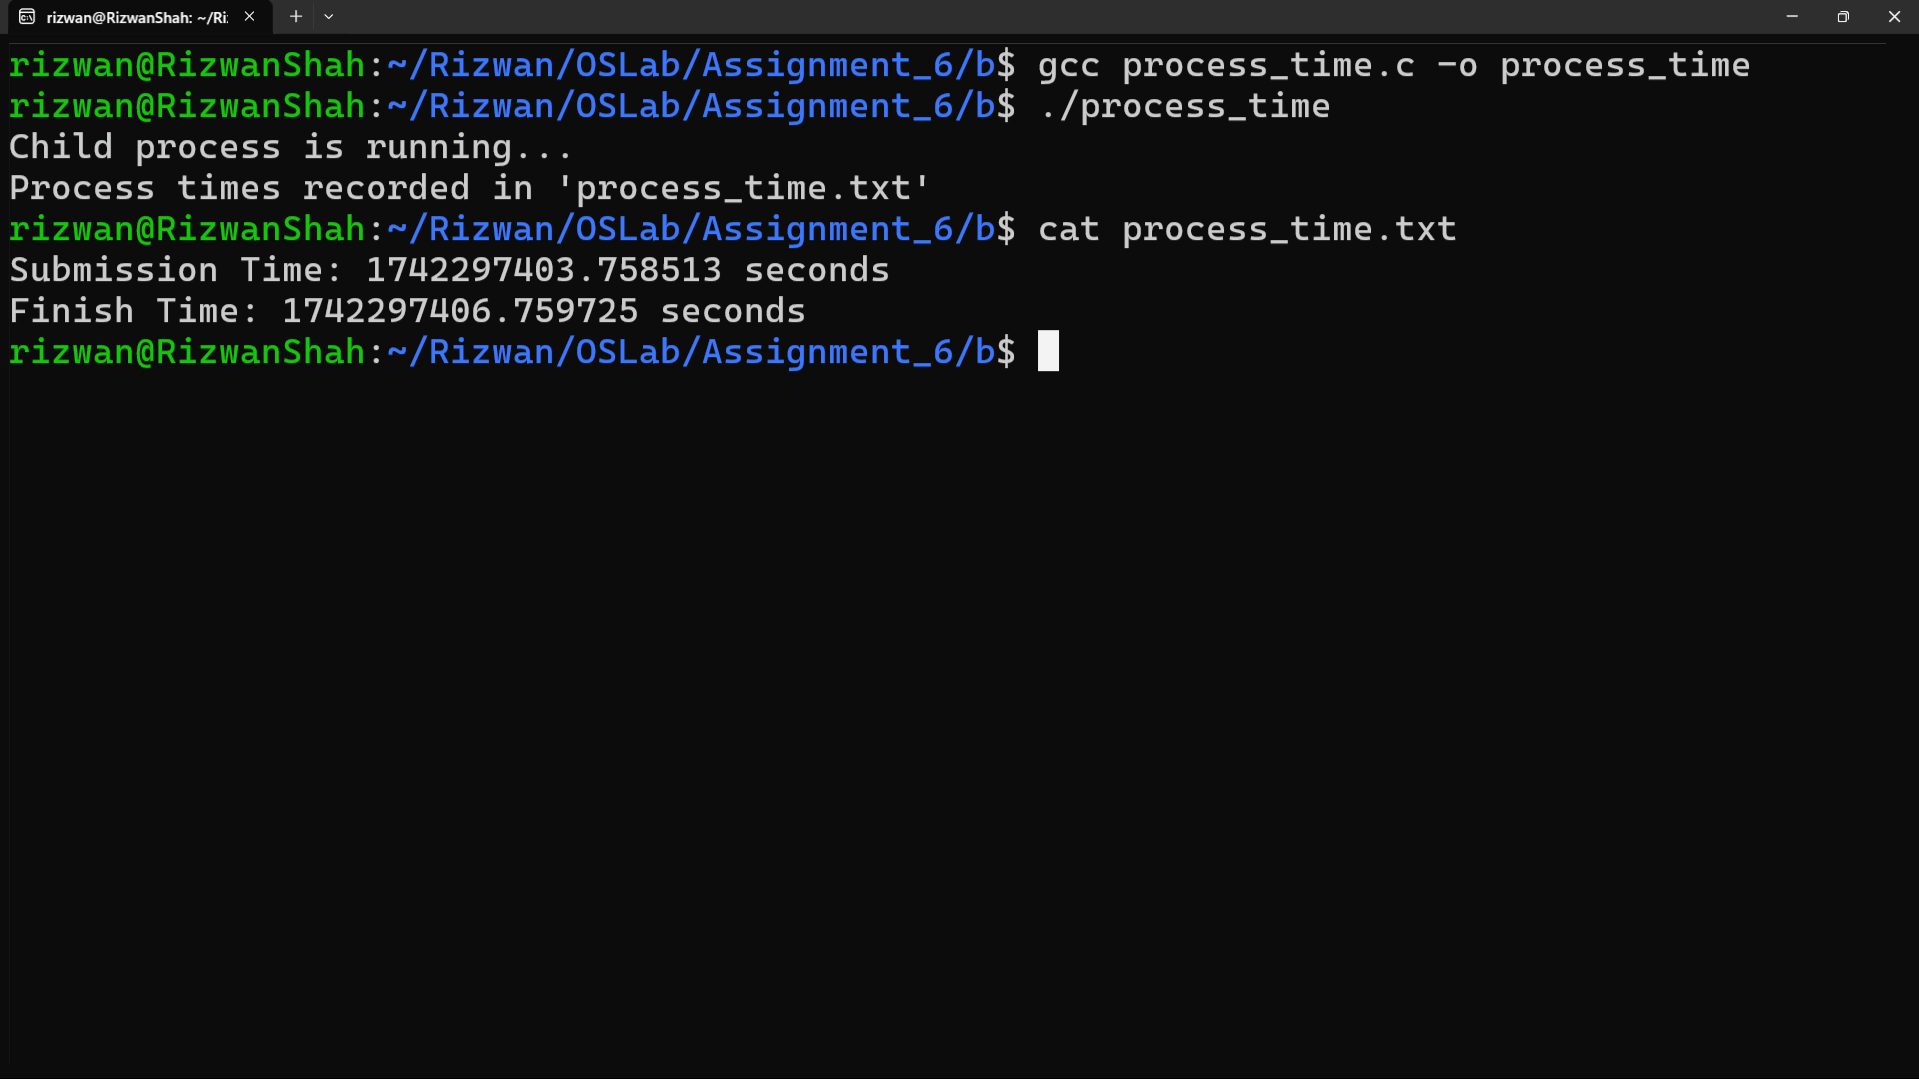 rizwan@RizwanShah: ~/Ri
rizwan@RizwanShah:~/Rizwan/OSLab/Assignment_6/b$ gcc process_time.c -o process_time
rizwan@RizwanShah:~/Rizwan/OSLab/Assignment_6/b$ ./process_time
Child process is running...
Process times recorded in 'process_time.txt'
rizwan@RizwanShah:~/Rizwan/OSLab/Assignment_6/b$ cat process_time.txt
Submission Time: 1742297403.758513 seconds
Finish Time: 1742297406.759725 seconds
rizwan@RizwanShah:~/Rizwan/OSLab/Assignment_6/b$